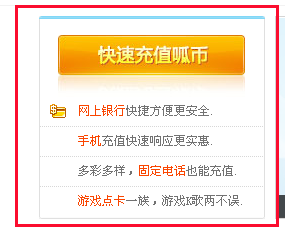 快速充值呱币
网上银行快捷方便更安全.
手机充值快速响应更实惠.
多彩多样，固定电话也能充值.
游戏点卡一族，游戏K歌两不误.